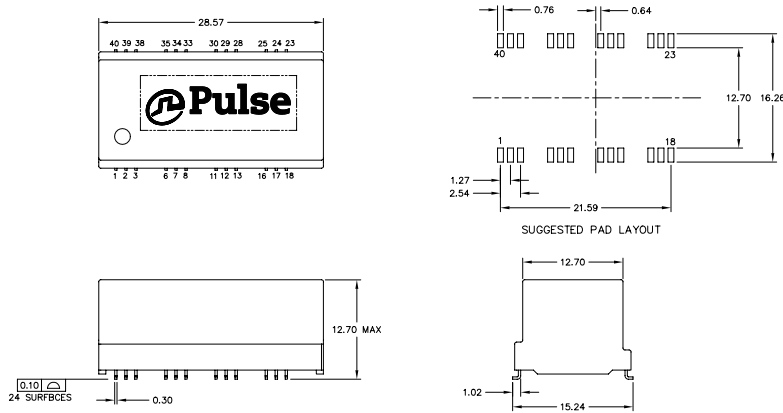 28.57
40 39 38 35 34 33 30 29 28 25 24 23
Pulse
1 2 3 6 7 8 11 12 13 16 17 18
0.76 0.64
40 23
12.70 16.26
1 18
1.27
2.54
21.59
SUGGESTED PAD LAYOUT
12.70 MAX
0.10
24 SURFBCES
0.30
12.70
1.02
15.24